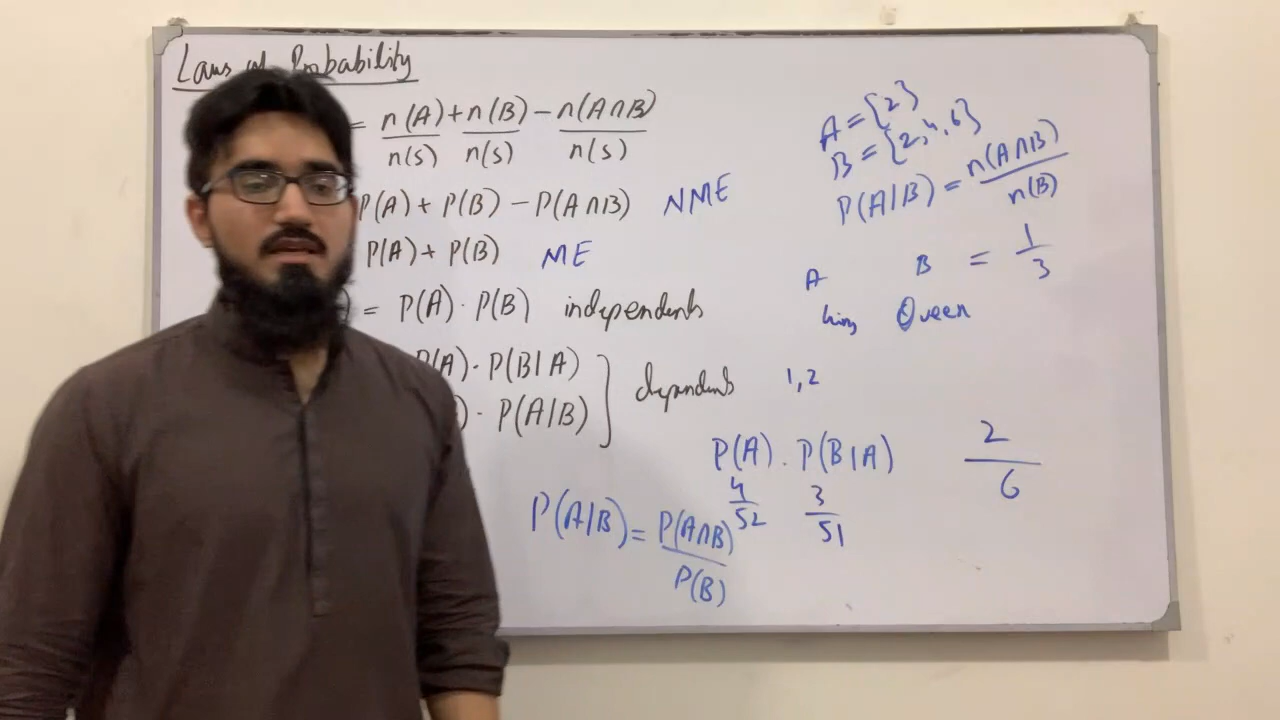 Laws of Probability
= n(A)/n(s) + n(B)/n(s) − n(A∩B)/n(s)
P(A) + P(B) − P(A∩B) NME
P(A) + P(B) ME
= P(A) · P(B) independents
P(A) · P(B|A)
) · P(A|B)
dependents
1,2
A = {2}
B = {2,4,6}
P(A|B) = n(A∩B)/n(B)
= 1/3
A B
king Queen
P(A) . P(B|A)
4/52 3/51
2/6
P(A|B) = P(A∩B)/P(B)